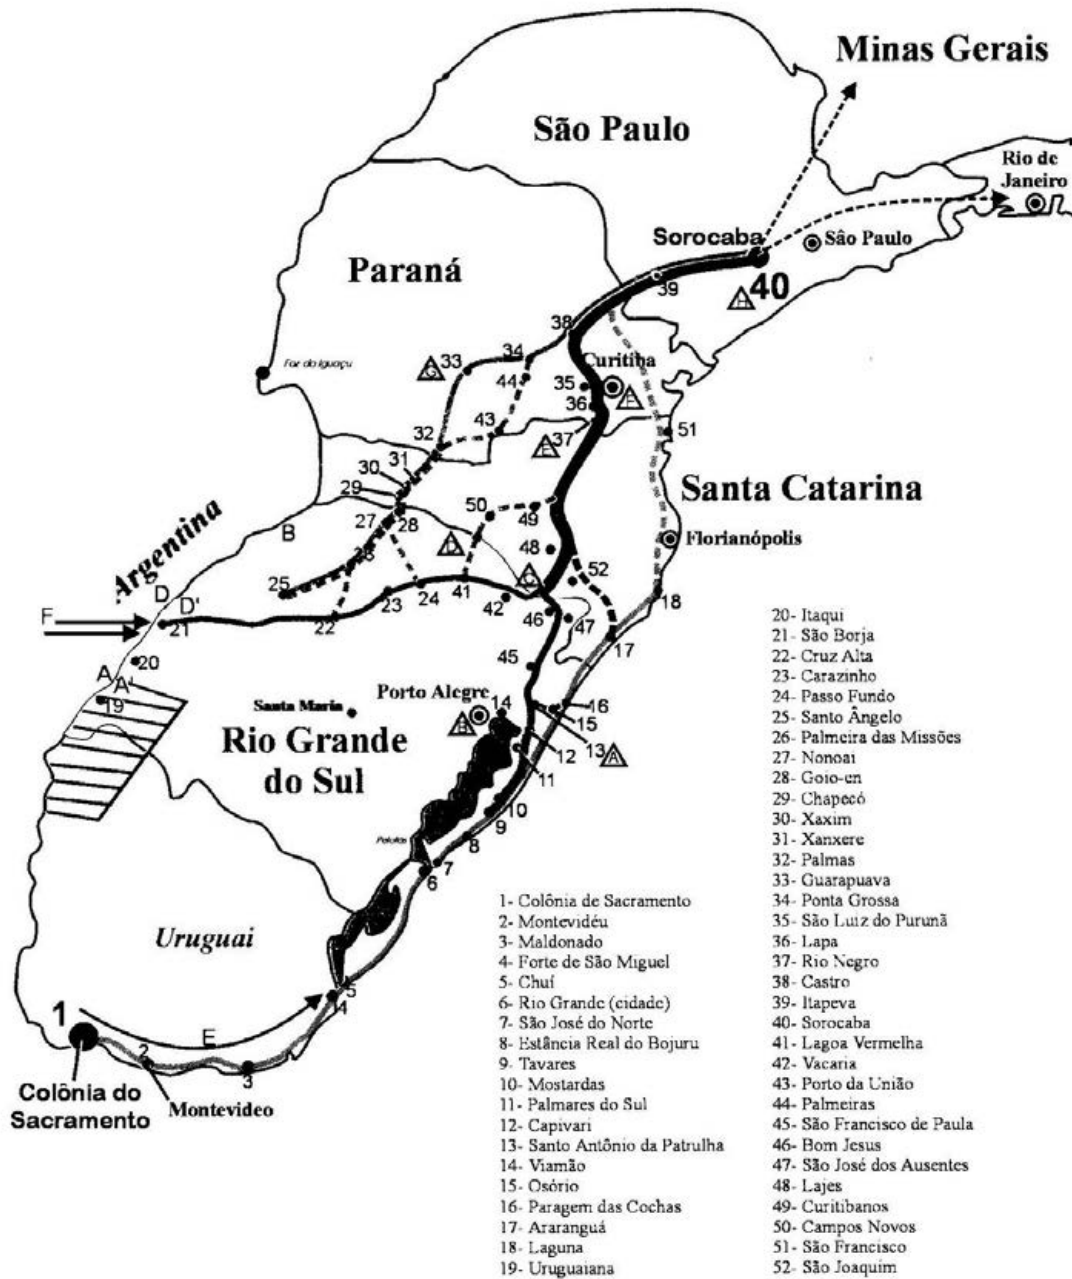 Minas Gerais
São Paulo
Rio de
Janeiro
Sorocaba
São Paulo
40
39
H
Paraná
38
Foz do Iguaçu
G
33
34
44
Curitiba
35
36
F
32
43
37
E
51
31
30
29
Santa Catarina
Argentina
B
27
28
50
49
Florianópolis
26
D
48
C
52
25
D
D'
F
21
22
23
24
41
42
46
47
18
17
20
45
A
A'
19
Santa Maria
Porto Alegre
14
B
16
15
Rio Grande
do Sul
12
13
A
11
10
9
Pelotas
8
7
6
Uruguai
5
4
1
E
2
3
Colônia do
Sacramento
Montevideo
1- Colônia de Sacramento
2- Montevidéu
3- Maldonado
4- Forte de São Miguel
5- Chuí
6- Rio Grande (cidade)
7- São José do Norte
8- Estância Real do Bojuru
9- Tavares
10- Mostardas
11- Palmares do Sul
12- Capivari
13- Santo Antônio da Patrulha
14- Viamão
15- Osório
16- Paragem das Cochas
17- Araranguá
18- Laguna
19- Uruguaiana
20- Itaqui
21- São Borja
22- Cruz Alta
23- Carazinho
24- Passo Fundo
25- Santo Ângelo
26- Palmeira das Missões
27- Nonoai
28- Goio-en
29- Chapecó
30- Xaxim
31- Xanxere
32- Palmas
33- Guarapuava
34- Ponta Grossa
35- São Luiz do Purunã
36- Lapa
37- Rio Negro
38- Castro
39- Itapeva
40- Sorocaba
41- Lagoa Vermelha
42- Vacaria
43- Porto da União
44- Palmeiras
45- São Francisco de Paula
46- Bom Jesus
47- São José dos Ausentes
48- Lajes
49- Curitibanos
50- Campos Novos
51- São Francisco
52- São Joaquim